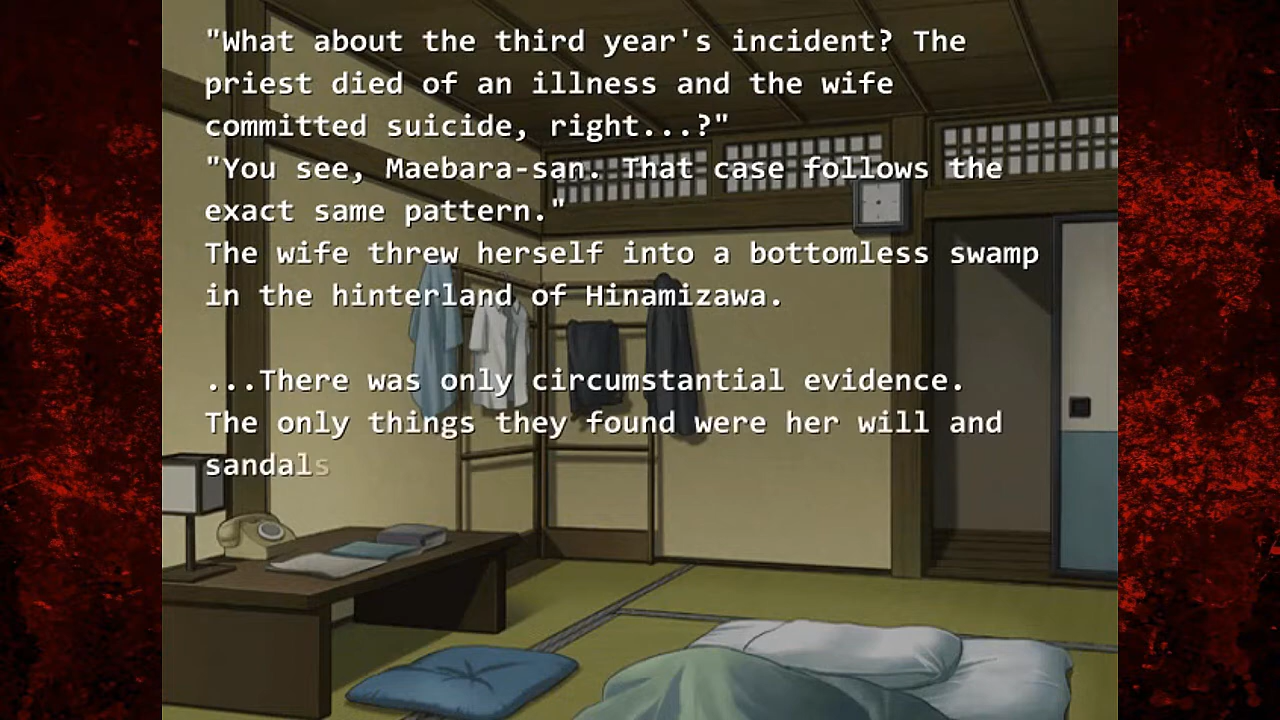 "What about the third year's incident? The
priest died of an illness and the wife
committed suicide, right...?"
"You see, Maebara-san. That case follows the
exact same pattern."
The wife threw herself into a bottomless swamp
in the hinterland of Hinamizawa.
...There was only circumstantial evidence.
The only things they found were her will and
sandals